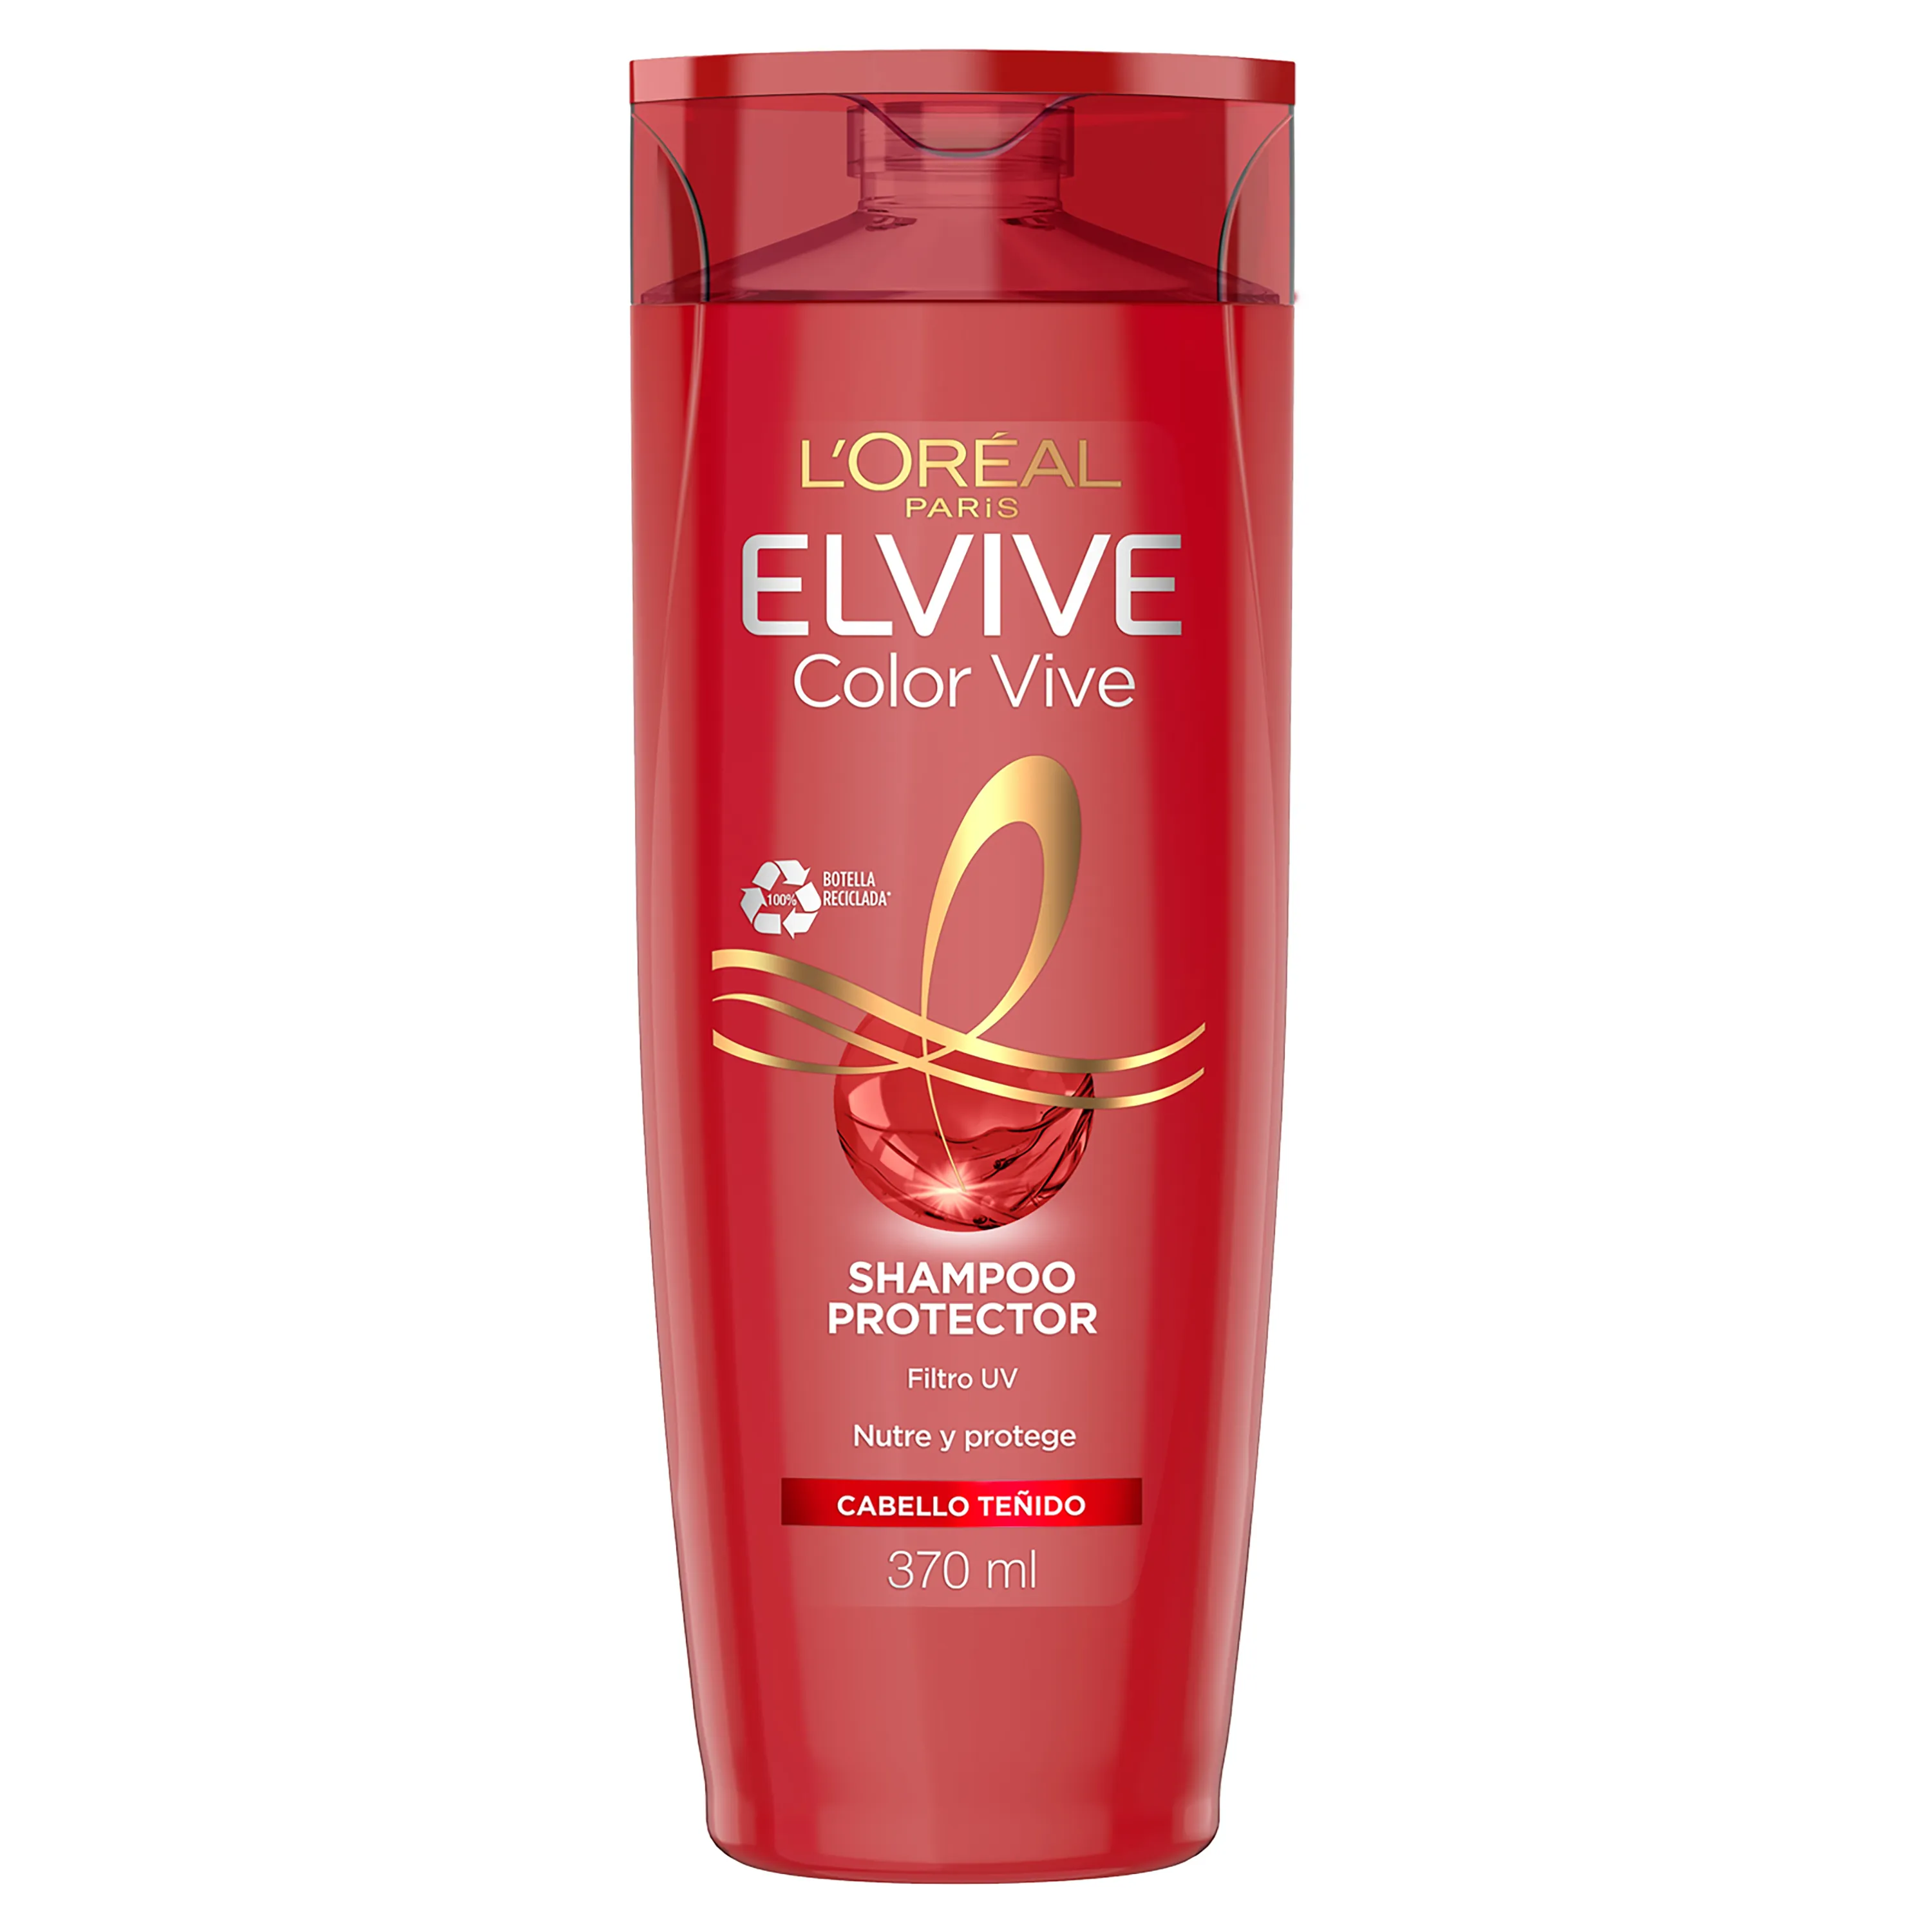 L'ORÉAL
PARiS
ELVIVE
Color Vive
100%
BOTELLA
RECICLADA*
SHAMPOO
PROTECTOR
Filtro UV
Nutre y protege
CABELLO TEÑIDO
370 ml